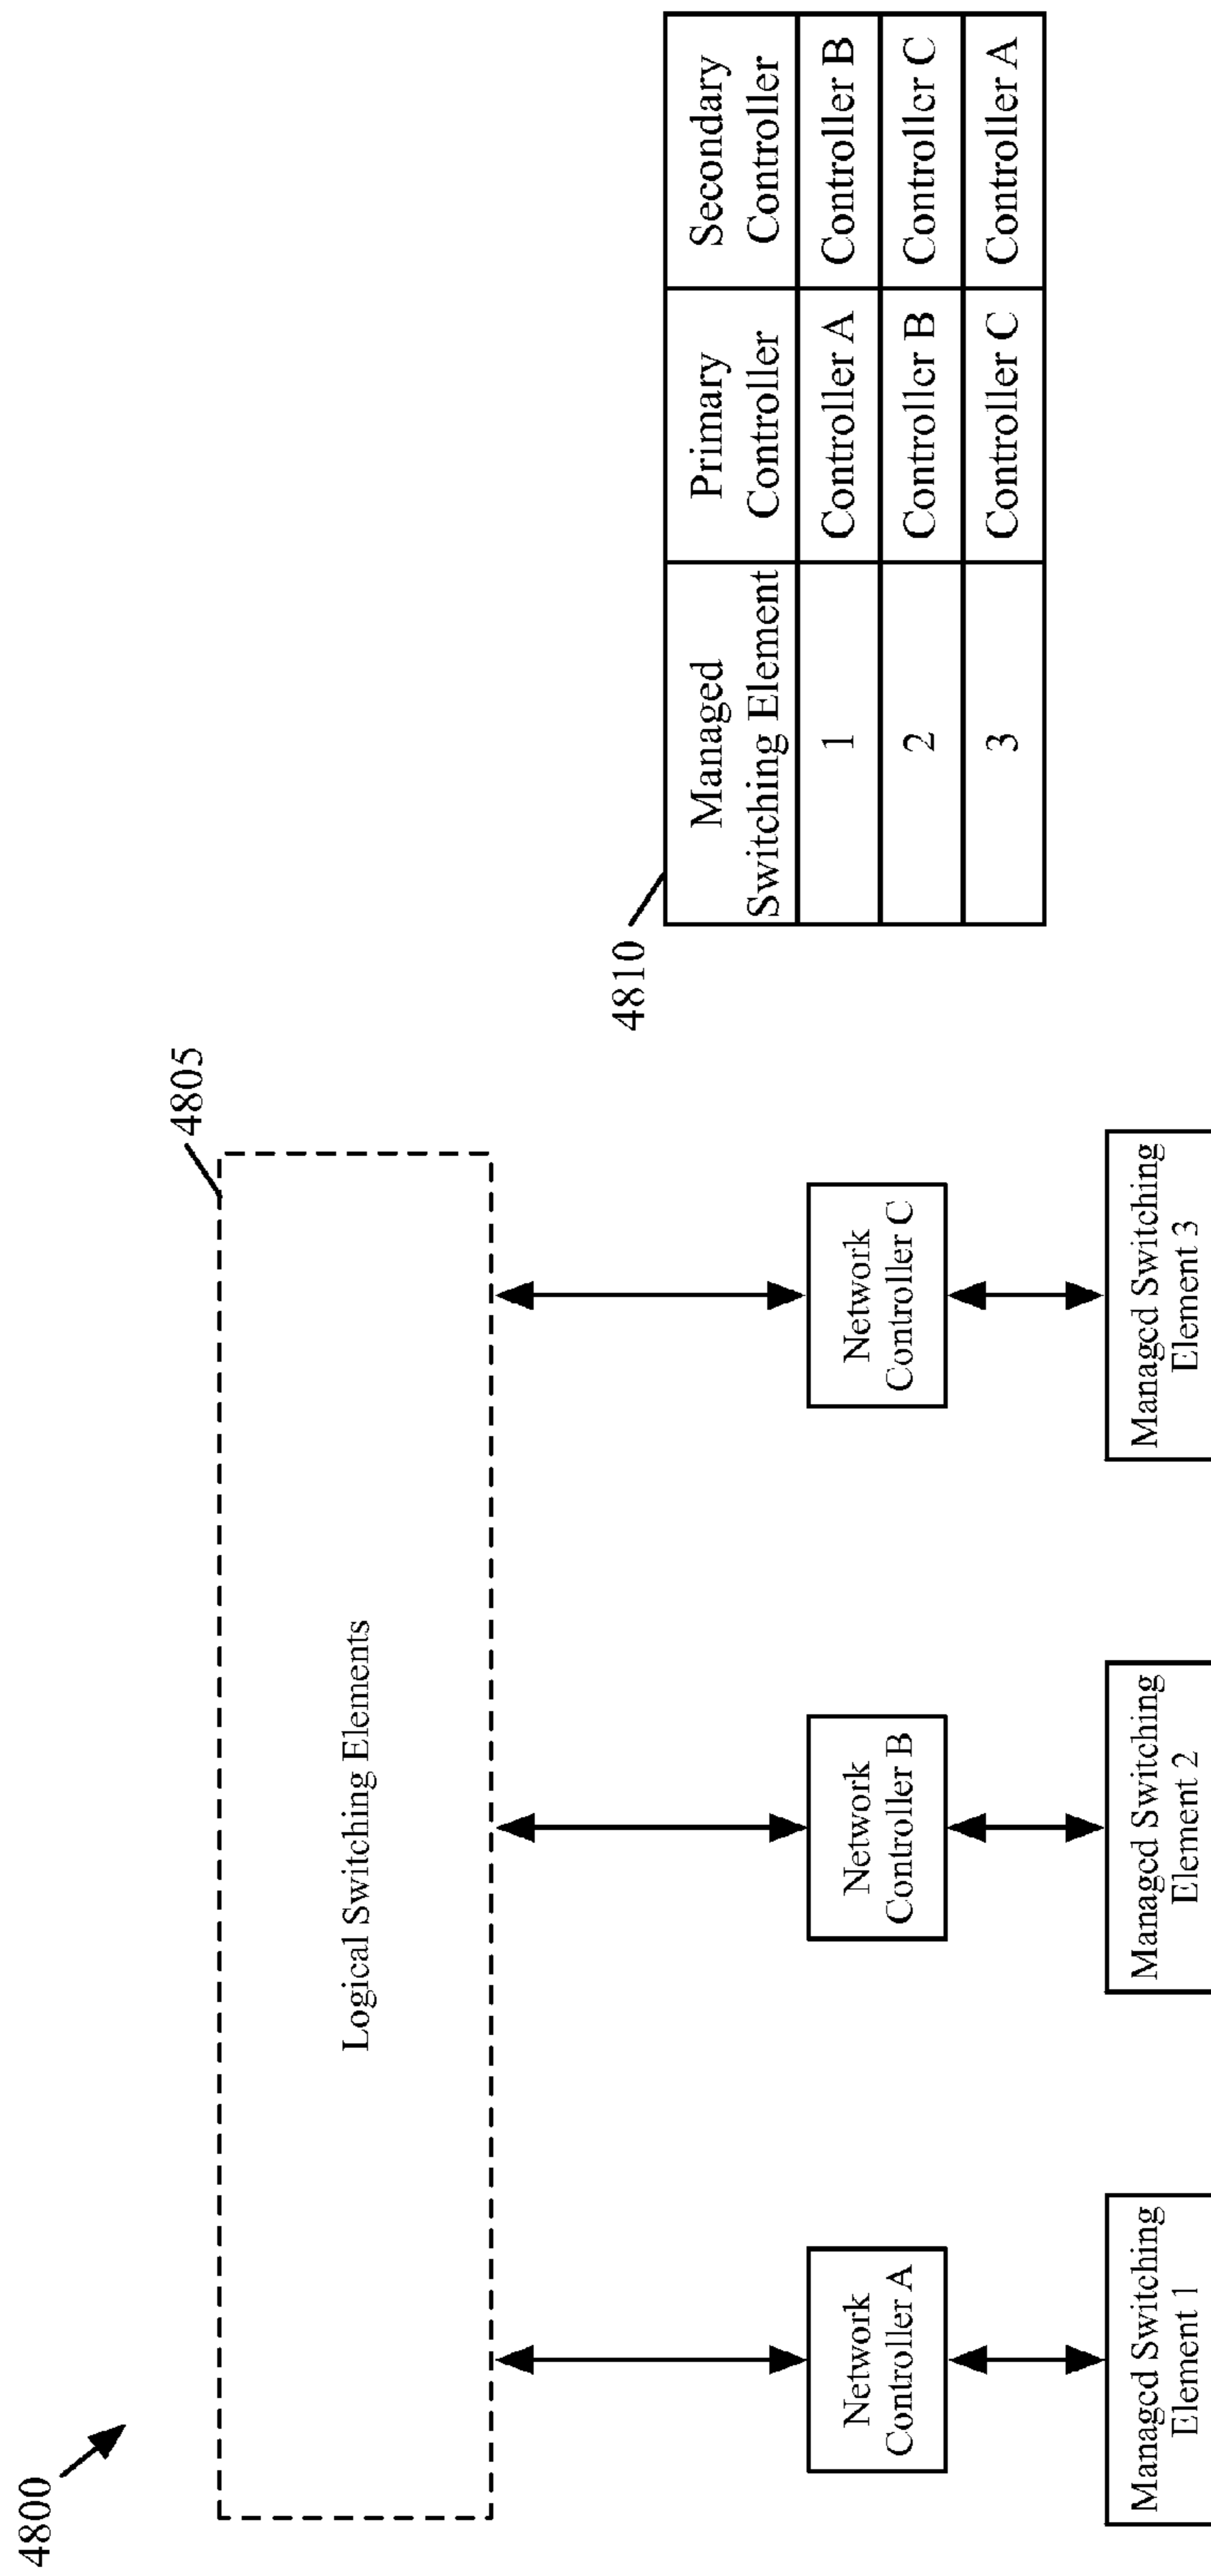 4800
4805
Logical Switching Elements
Network
Controller A
Network
Controller B
Network
Controller C
Managed Switching
Element 1
Managed Switching
Element 2
Managed Switching
Element 3
4810
Managed
Switching Element
Primary
Controller
Secondary
Controller
1
Controller A
Controller B
2
Controller B
Controller C
3
Controller C
Controller A